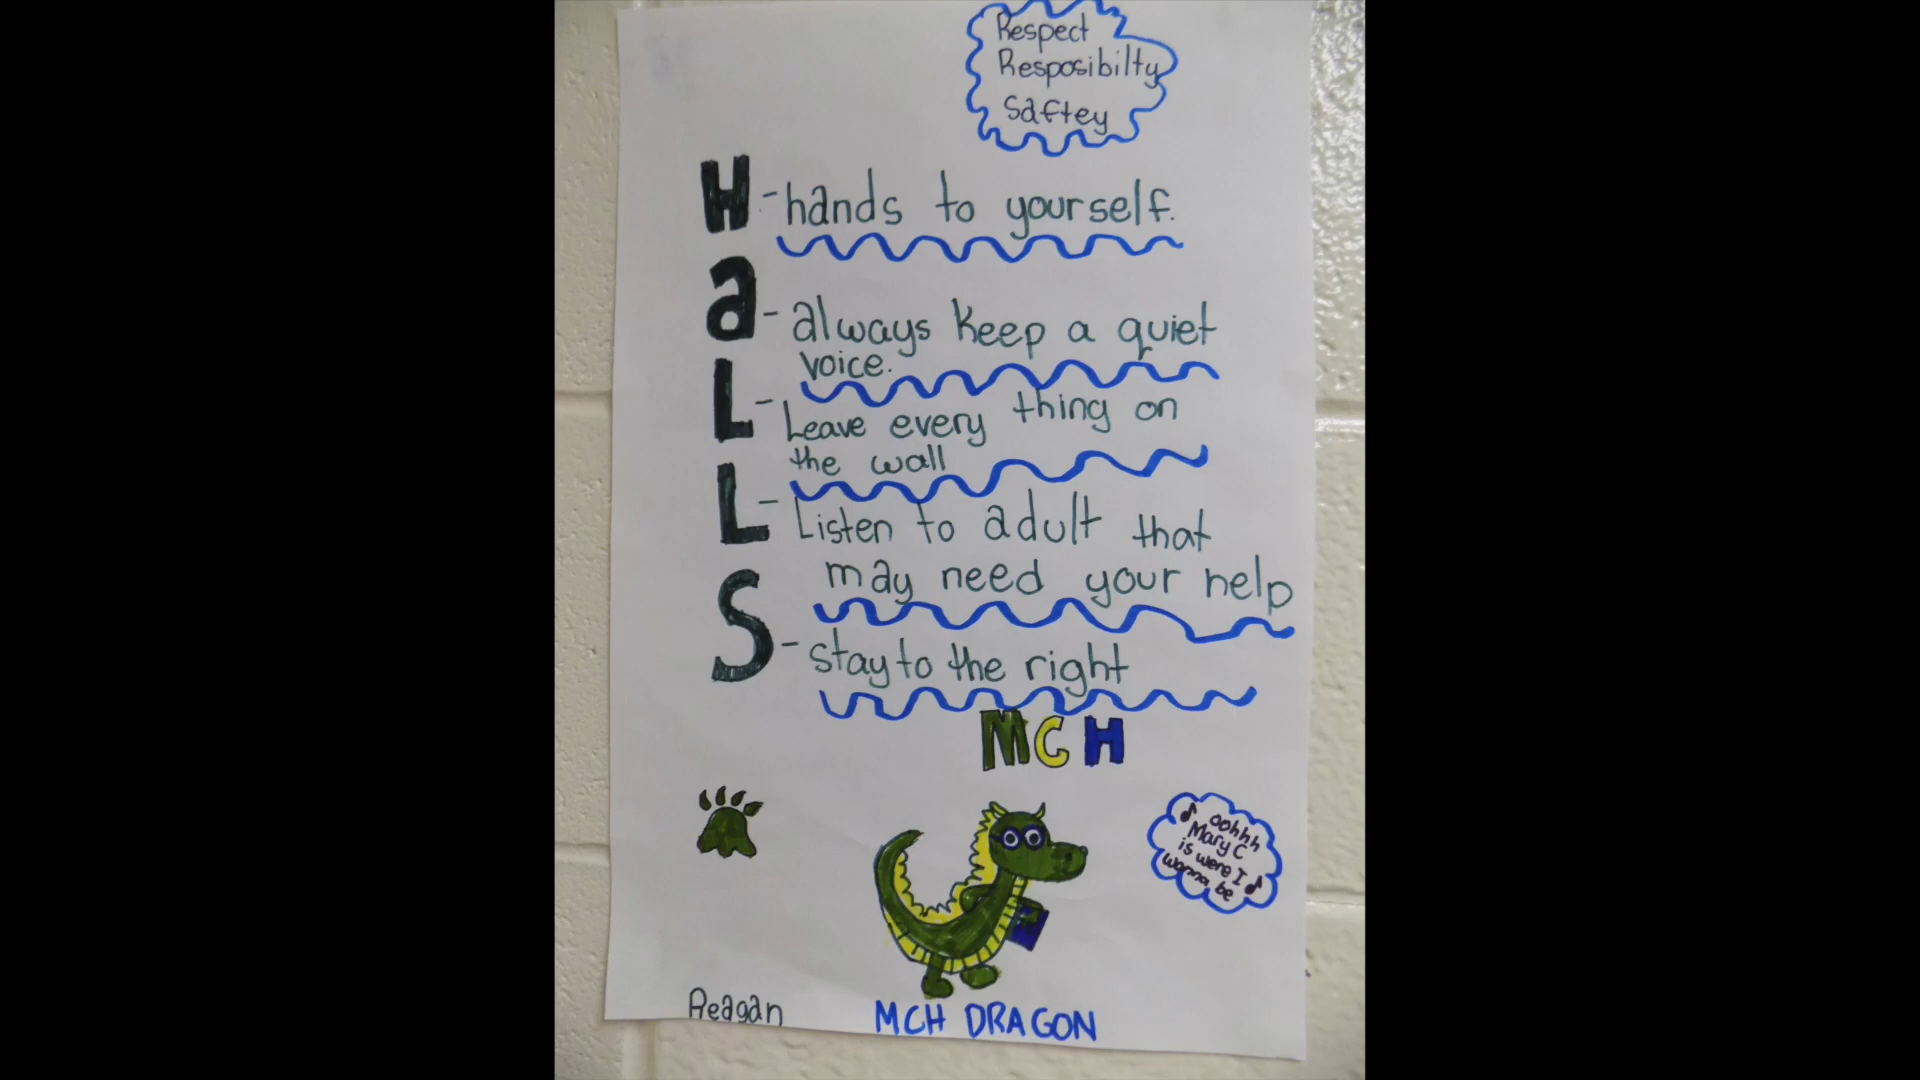 Respect
Resposibilty
Saftey
H - hands to yourself.
a - always keep a quiet
voice.
L - Leave every thing on
the wall
L - Listen to adult that
may need your help
S - stay to the right
MCH
♪ oohhh
Mary C
is were I
wanna be ♪
Reagan
MCH DRAGON